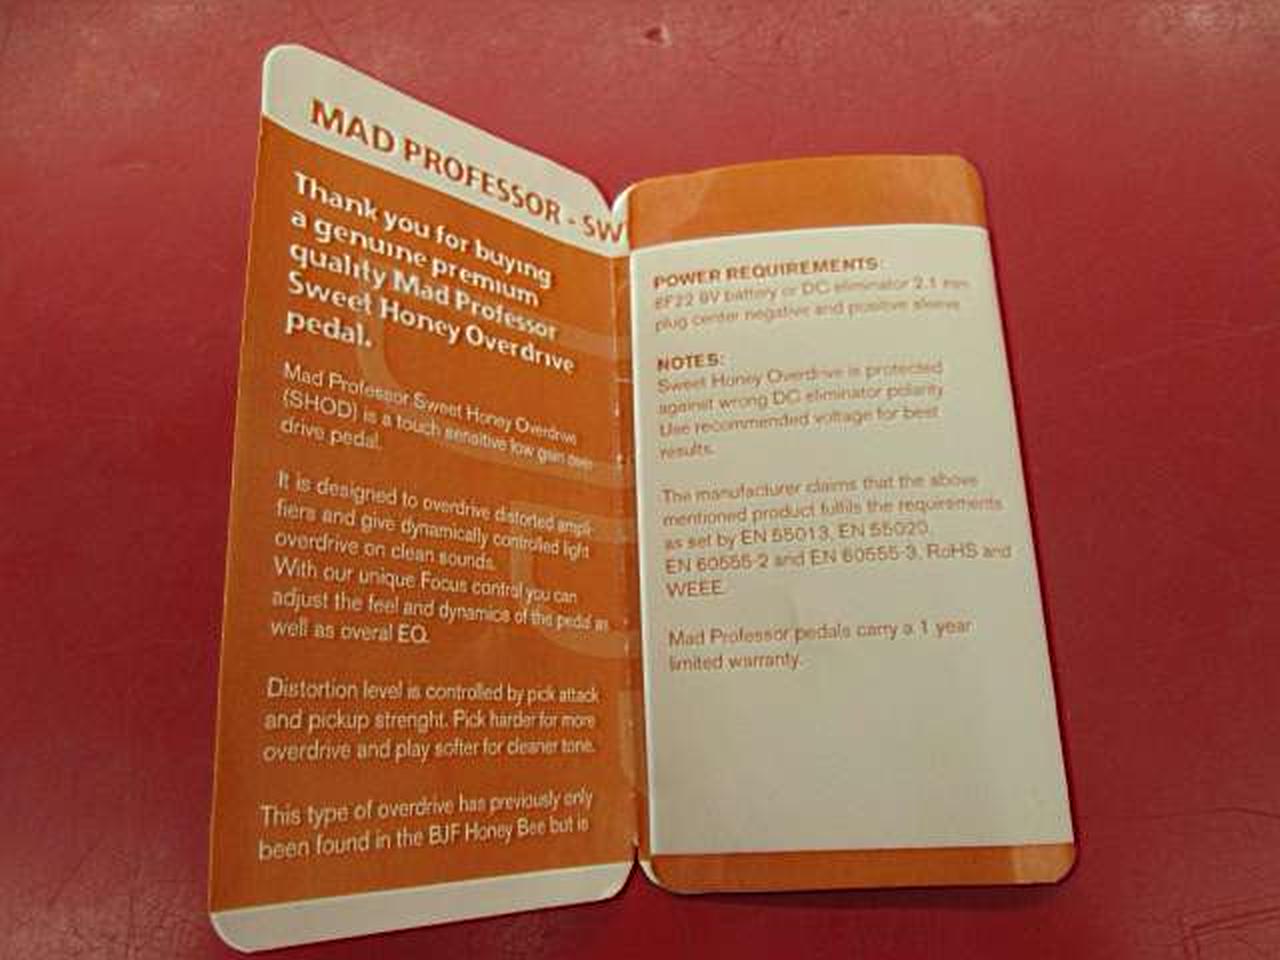 MAD PROFESSOR - SW
Thank you for buying
a genuine premium
quality Mad Professor
Sweet Honey Overdrive
pedal.
Mad Professor Sweet Honey Overdrive
(SHOD) is a touch sensitive low gain over
drive pedal.
It is designed to overdrive distorted ampli-
fiers and give dynamically controlled light
overdrive on clean sounds.
With our unique Focus control you can
adjust the feel and dynamics of the pedal as
well as overal EQ.
Distortion level is controlled by pick attack
and pickup strenght. Pick harder for more
overdrive and play softer for cleaner tone.
This type of overdrive has previously only
been found in the BJF Honey Bee but is
POWER REQUIREMENTS:
6F22 9V battery or DC eliminator 2.1 mm
plug center negative and positive sleeve
NOTES:
Sweet Honey Overdrive is protected
against wrong DC eliminator polarity
Use recommended voltage for best
results.
The manufacturer claims that the above
mentioned product fulfils the requirements
as set by EN 55013, EN 55020,
EN 60555-2 and EN 60555-3, RoHS and
WEEE.
Mad Professor pedals carry a 1 year
limited warranty.